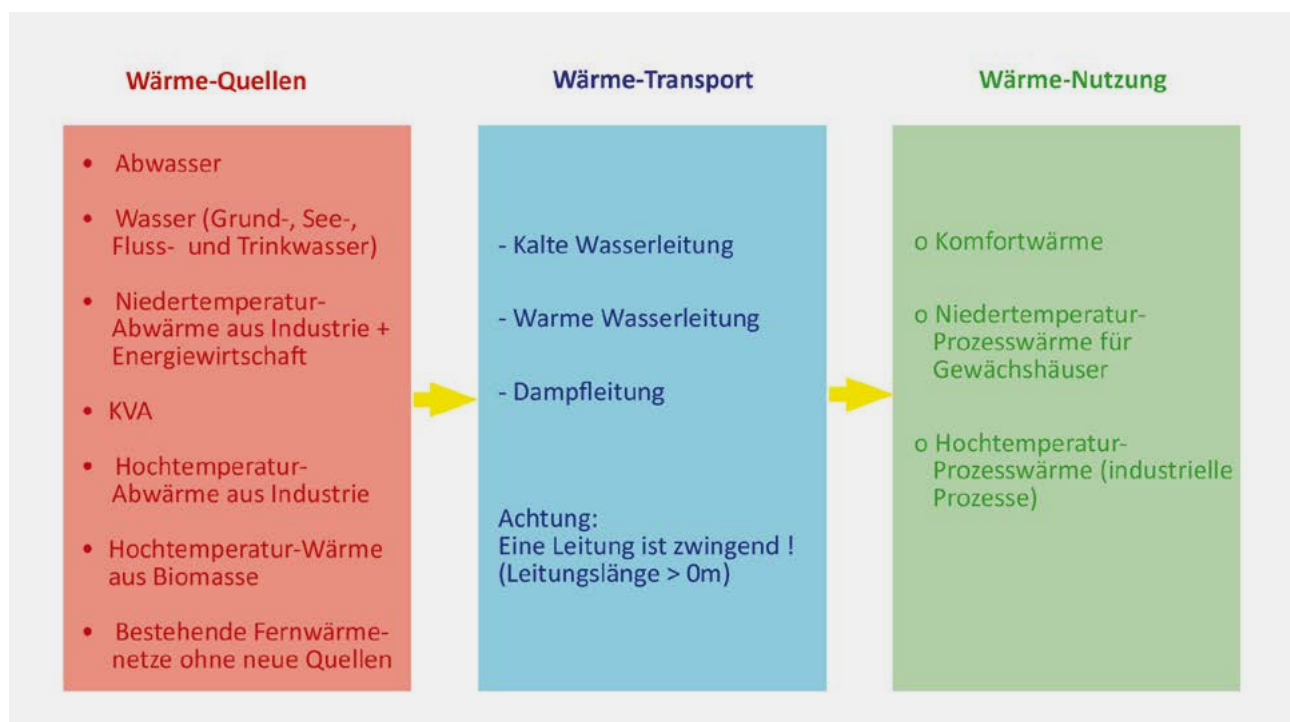 Wärme-Quellen
• Abwasser
• Wasser (Grund-, See-,
Fluss- und Trinkwasser)
• Niedertemperatur-
Abwärme aus Industrie +
Energiewirtschaft
• KVA
• Hochtemperatur-
Abwärme aus Industrie
• Hochtemperatur-Wärme
aus Biomasse
• Bestehende Fernwärme-
netze ohne neue Quellen
Wärme-Transport
- Kalte Wasserleitung
- Warme Wasserleitung
- Dampfleitung
Achtung:
Eine Leitung ist zwingend !
(Leitungslänge > 0m)
Wärme-Nutzung
o Komfortwärme
o Niedertemperatur-
Prozesswärme für
Gewächshäuser
o Hochtemperatur-
Prozesswärme (industrielle
Prozesse)